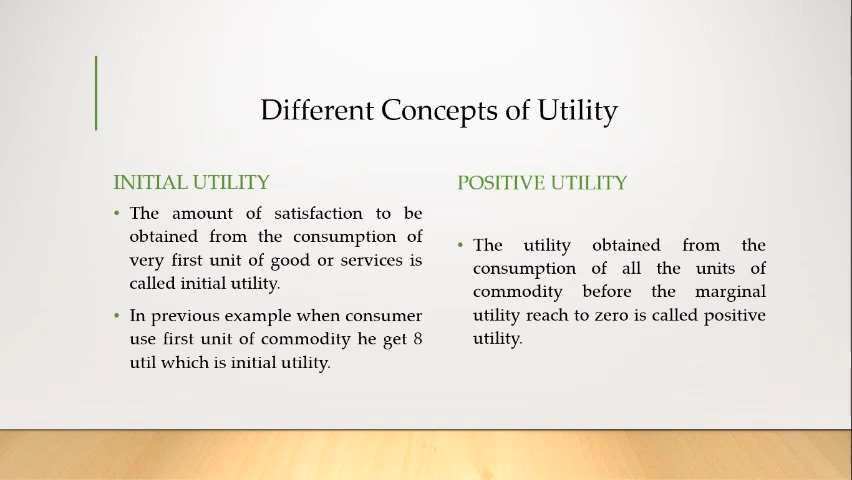 Different Concepts of Utility
INITIAL UTILITY
• The amount of satisfaction to be
obtained from the consumption of
very first unit of good or services is
called initial utility.
• In previous example when consumer
use first unit of commodity he get 8
util which is initial utility.
POSITIVE UTILITY
• The utility obtained from the
consumption of all the units of
commodity before the marginal
utility reach to zero is called positive
utility.